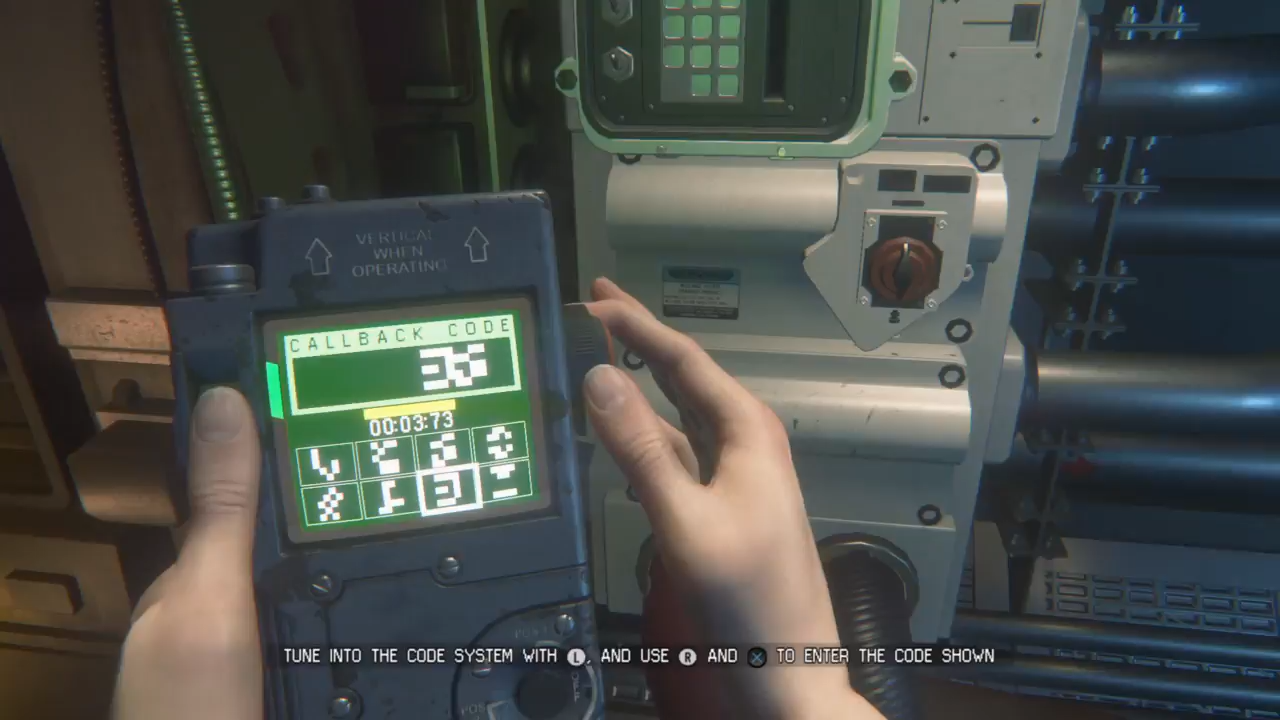 VERTICAL
WHEN
OPERATING
CALLBACK CODE
00:03:73
TUNE INTO THE CODE SYSTEM WITH L, AND USE R AND X TO ENTER THE CODE SHOWN